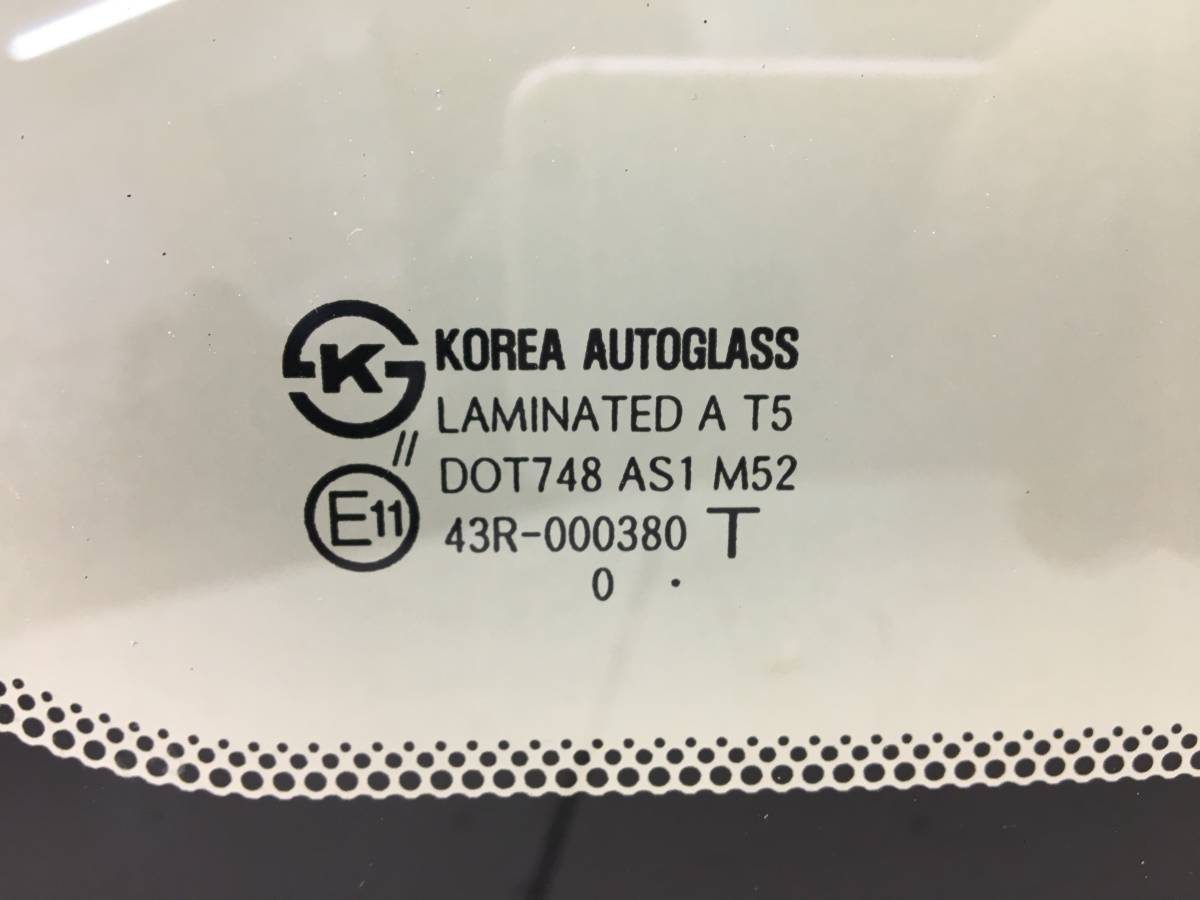 K KOREA AUTOGLASS
LAMINATED A T5
//
DOT748 AS1 M52
E11 43R-000380 T
0 .